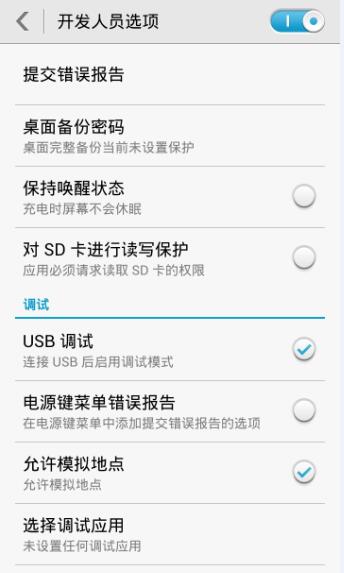 开发人员选项
提交错误报告
桌面备份密码
桌面完整备份当前未设置保护
保持唤醒状态
充电时屏幕不会休眠
对 SD 卡进行读写保护
应用必须请求读取 SD 卡的权限
调试
USB 调试
连接 USB 后启用调试模式
电源键菜单错误报告
在电源键菜单中添加提交错误报告的选项
允许模拟地点
允许模拟地点
选择调试应用
未设置任何调试应用